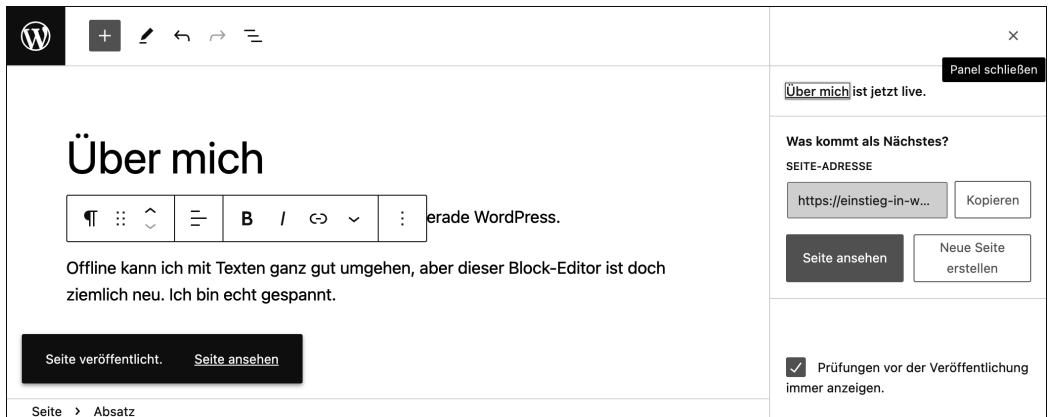 Panel schließen
Über mich ist jetzt live.
Über mich
Was kommt als Nächstes?
SEITE-ADRESSE
https://einstieg-in-w...
Kopieren
B I
erade WordPress.
Seite ansehen
Neue Seite
erstellen
Offline kann ich mit Texten ganz gut umgehen, aber dieser Block-Editor ist doch
ziemlich neu. Ich bin echt gespannt.
Seite veröffentlicht. Seite ansehen
Prüfungen vor der Veröffentlichung
immer anzeigen.
Seite > Absatz